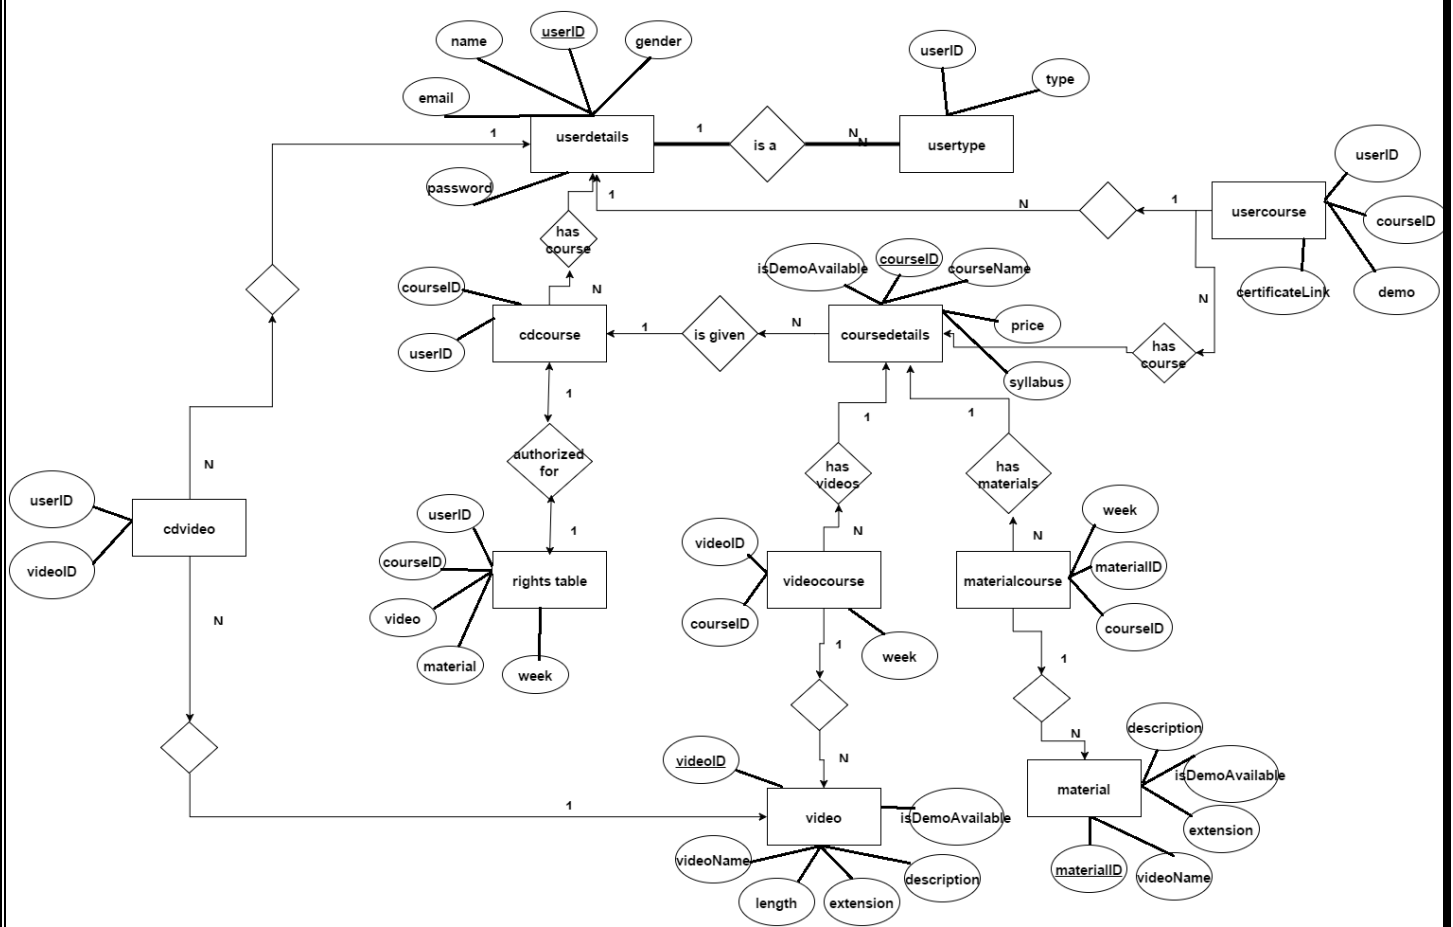 name
userID
gender
email
userdetails
password
1
1
is a
N
N
usertype
userID
type
usercourse
userID
courseID
demo
certificateLink
1
N
1
N
has
course
has
course
N
cdcourse
courseID
userID
1
is given
N
coursedetails
isDemoAvailable
courseID
courseName
price
syllabus
1
authorized
for
1
rights table
userID
courseID
video
material
week
1
has
videos
N
1
has
materials
N
videocourse
videoID
courseID
week
materialcourse
week
materialID
courseID
N
cdvideo
userID
videoID
N
1
1
N
video
videoID
isDemoAvailable
videoName
length
extension
description
1
N
material
description
isDemoAvailable
extension
materialID
videoName